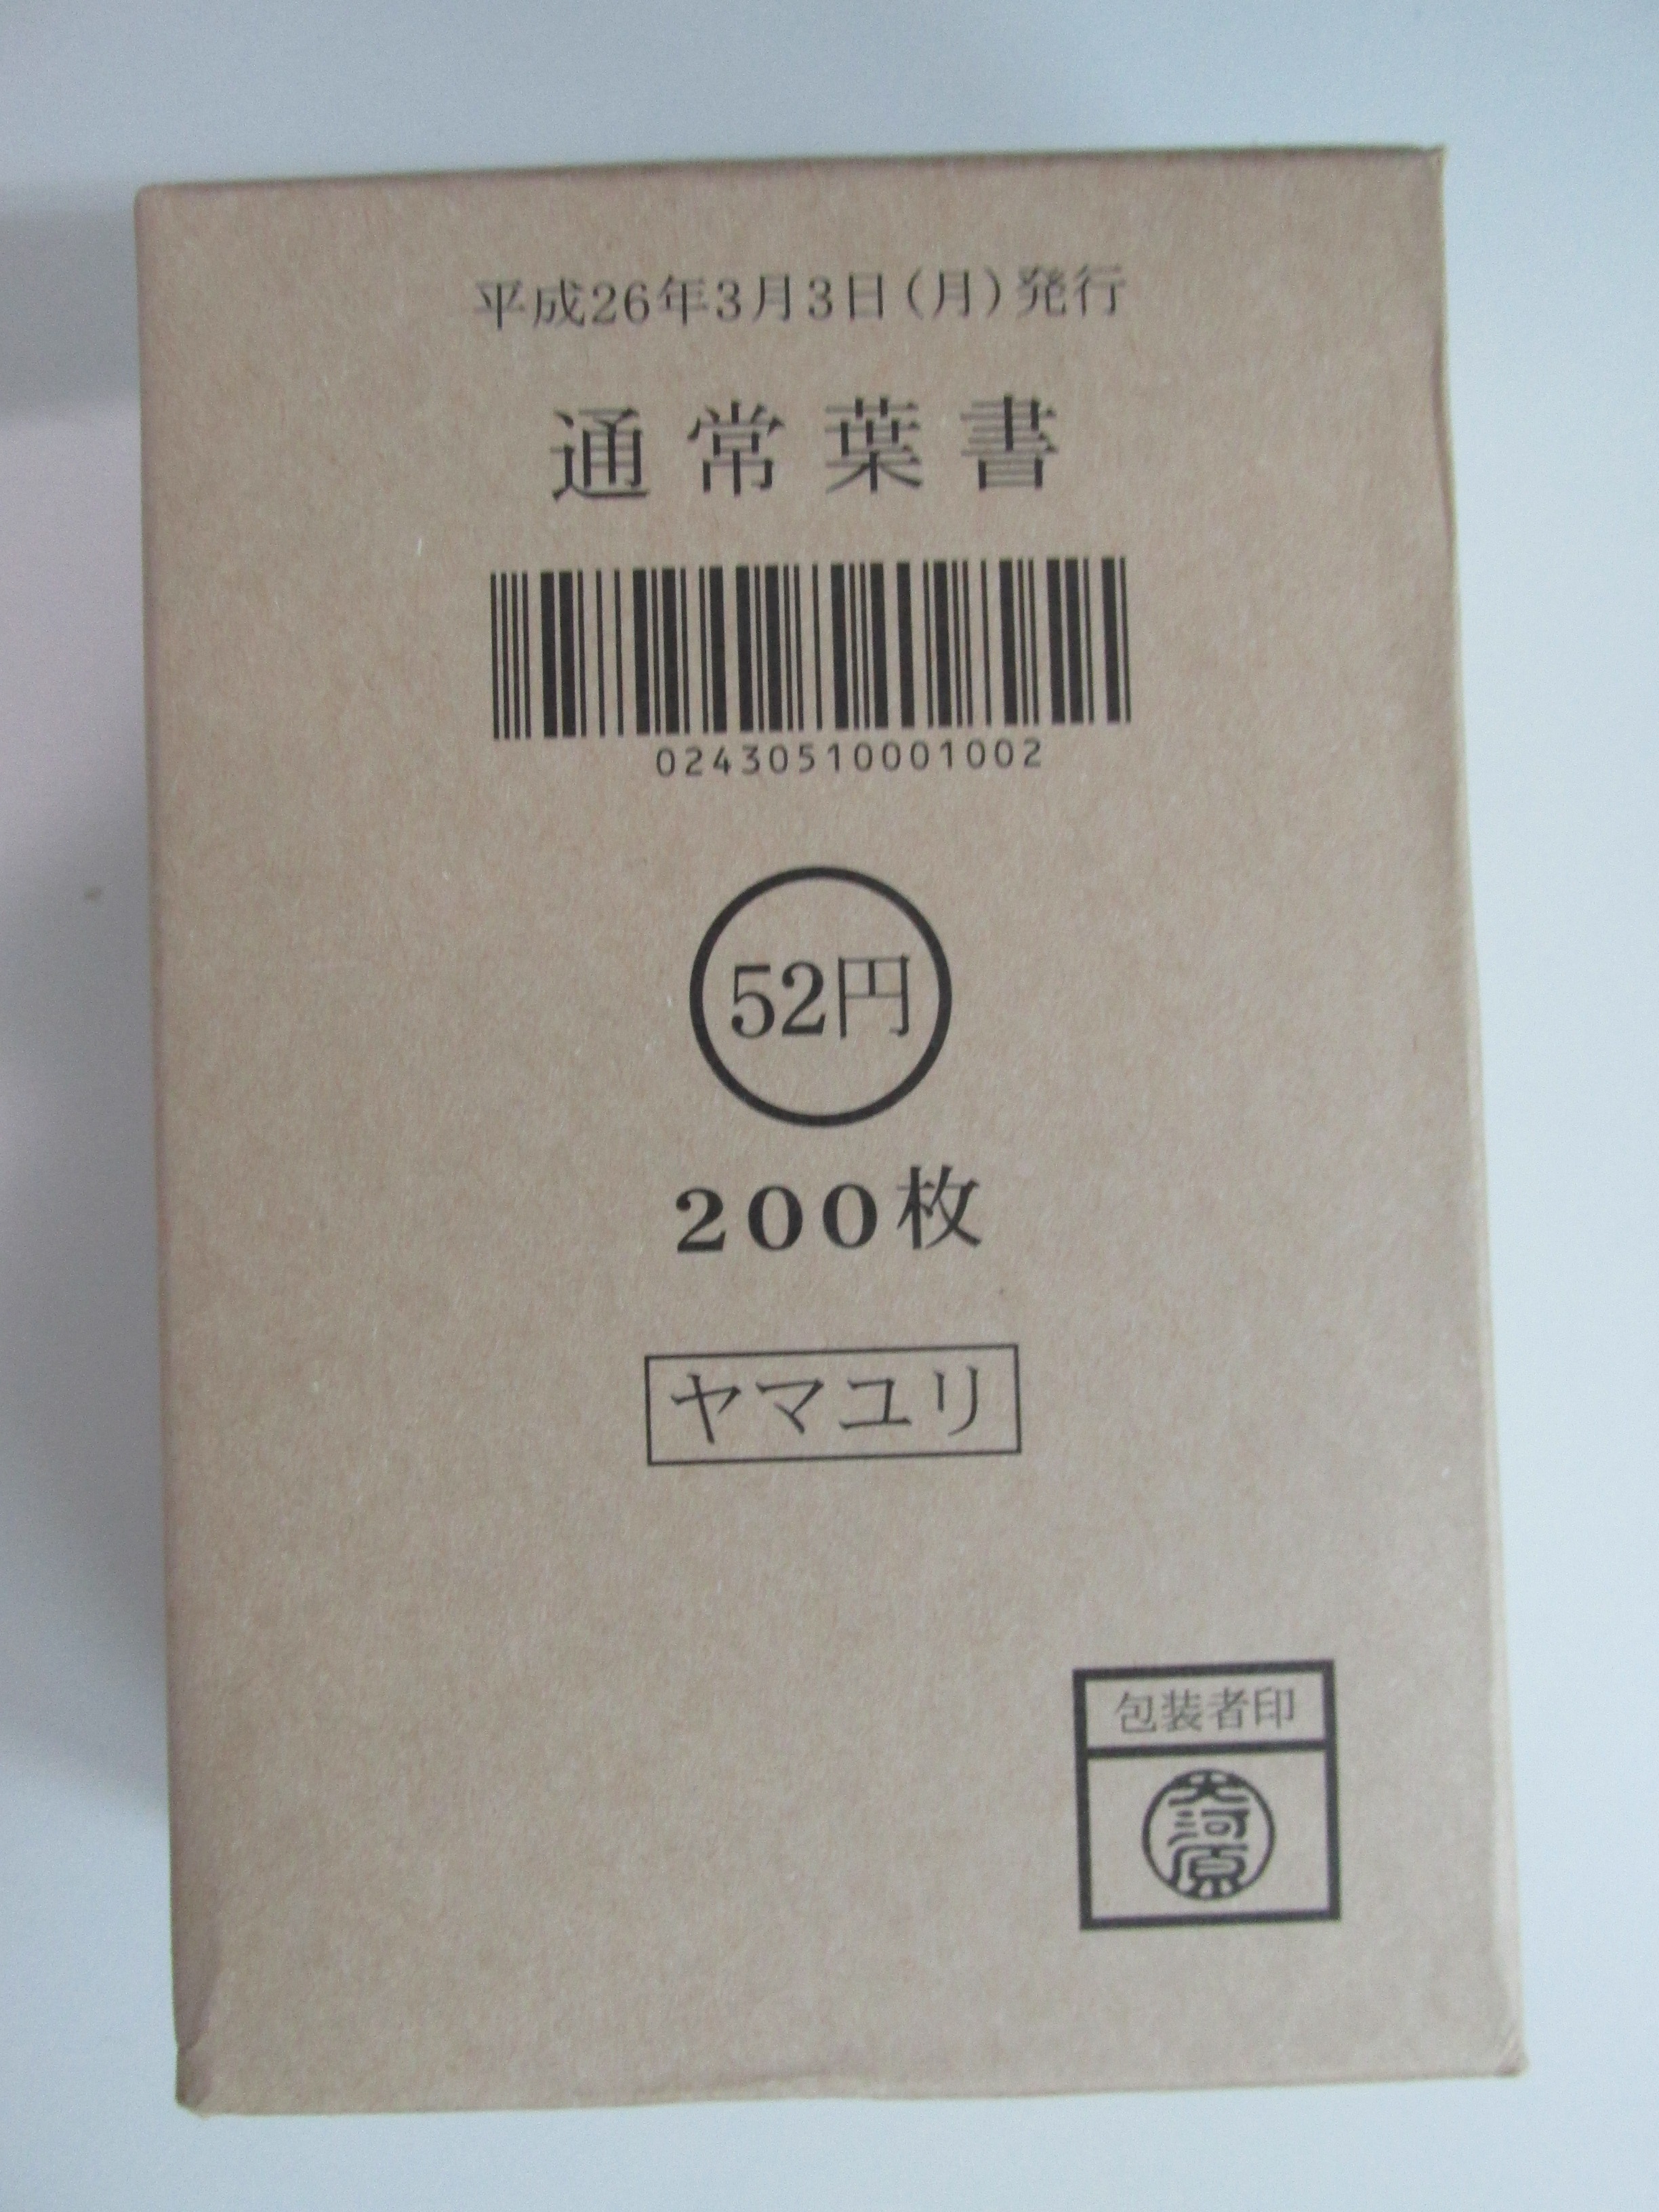 平成26年3月3日(月)発行
通常葉書
02430510001002
52円
200枚
ヤマユリ
包装者印
大河原